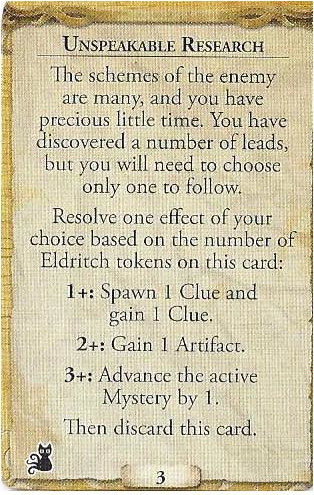 UNSPEAKABLE RESEARCH
The schemes of the enemy
are many, and you have
precious little time. You have
discovered a number of leads,
but you will need to choose
only one to follow.
Resolve one effect of your
choice based on the number of
Eldritch tokens on this card:
1+: Spawn 1 Clue and
gain 1 Clue.
2+: Gain 1 Artifact.
3+: Advance the active
Mystery by 1.
Then discard this card.
3